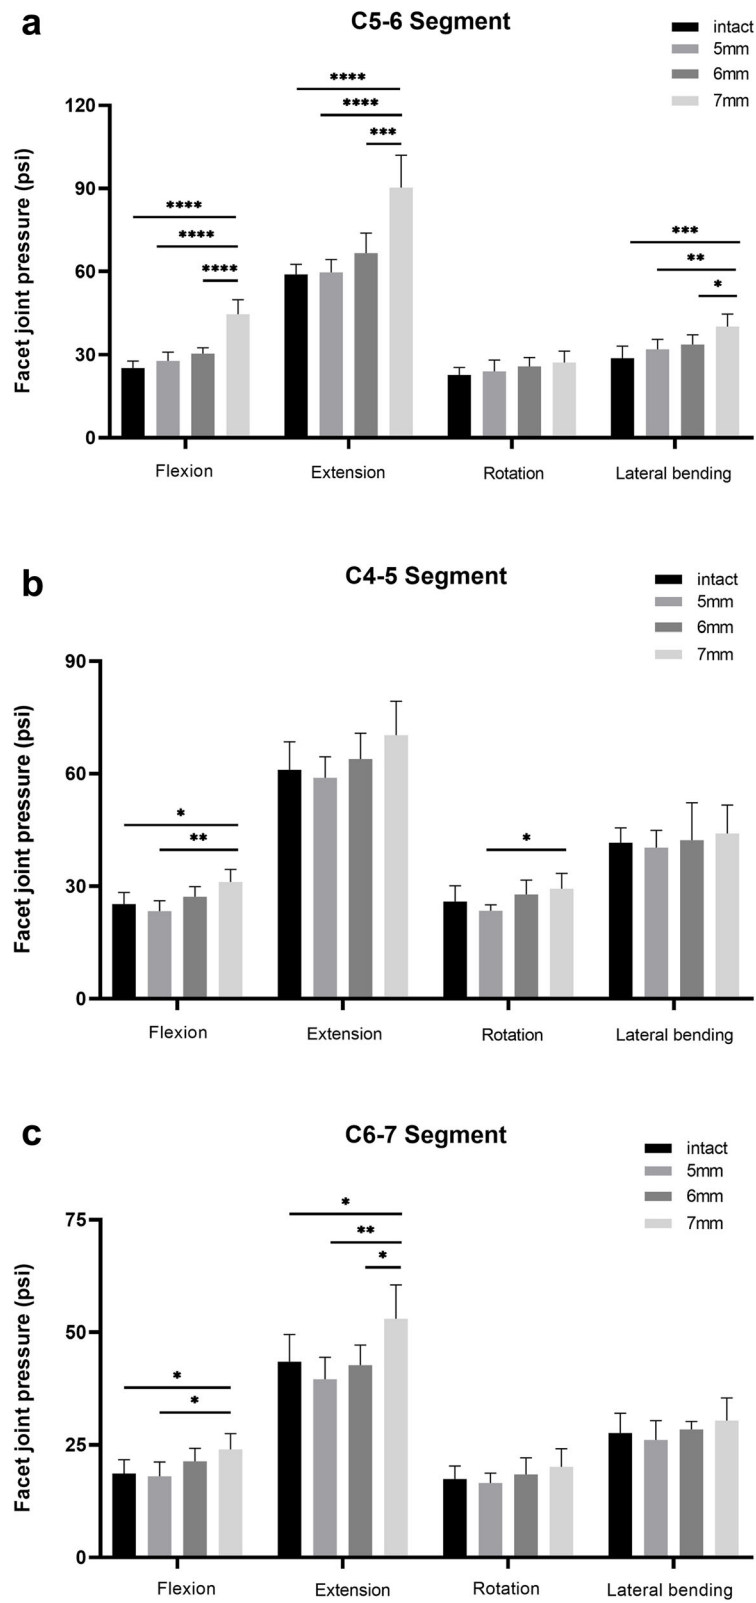 a
C5-6 Segment
intact
5mm
6mm
7mm
Facet joint pressure (psi)
120
90
60
30
0
****
****
****
****
****
***
***
**
*
Flexion
Extension
Rotation
Lateral bending
b
C4-5 Segment
intact
5mm
6mm
7mm
Facet joint pressure (psi)
90
60
30
0
*
**
*
Flexion
Extension
Rotation
Lateral bending
c
C6-7 Segment
intact
5mm
6mm
7mm
Facet joint pressure (psi)
75
50
25
0
*
*
*
**
*
Flexion
Extension
Rotation
Lateral bending